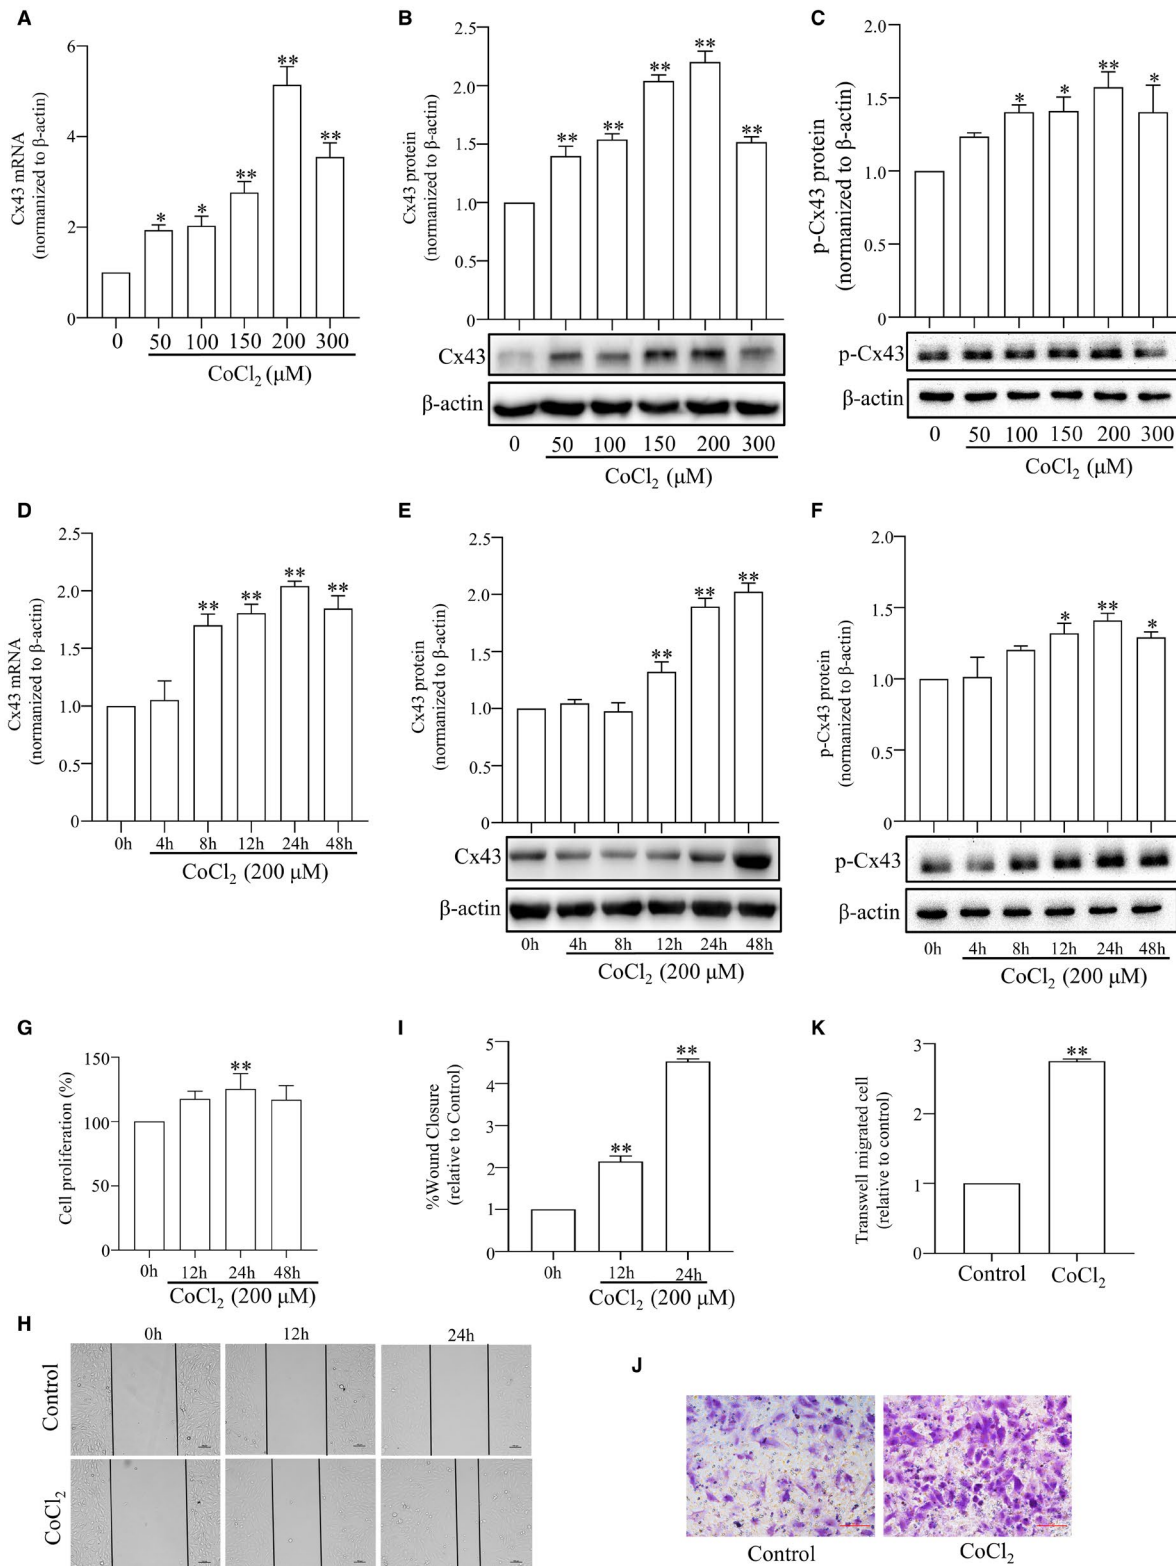 A
Cx43 mRNA
(normanized to β-actin)
6
4
2
0
*
*
**
**
**
0 50 100 150 200 300
CoCl2 (μM)
B
Cx43 protein
(normanized to β-actin)
2.5
2.0
1.5
1.0
0.5
0
**
**
**
**
**
Cx43
β-actin
0 50 100 150 200 300
CoCl2 (μM)
C
p-Cx43 protein
(normanized to β-actin)
2.0
1.5
1.0
0.5
0
*
*
**
*
p-Cx43
β-actin
0 50 100 150 200 300
CoCl2 (μM)
D
Cx43 mRNA
(normanized to β-actin)
2.5
2.0
1.5
1.0
0.5
0
**
**
**
**
0h 4h 8h 12h 24h 48h
CoCl2 (200 μM)
E
Cx43 protein
(normanized to β-actin)
2.5
2.0
1.5
1.0
0.5
0
**
**
**
Cx43
β-actin
0h 4h 8h 12h 24h 48h
CoCl2 (200 μM)
F
p-Cx43 protein
(normanized to β-actin)
2.0
1.5
1.0
0.5
0
*
**
*
p-Cx43
β-actin
0h 4h 8h 12h 24h 48h
CoCl2 (200 μM)
G
Cell proliferation (%)
150
100
50
0
**
0h 12h 24h 48h
CoCl2 (200 μM)
I
%Wound Closure
(relative to Control)
5
4
3
2
1
0
**
**
0h 12h 24h
CoCl2 (200 μM)
K
Transwell migrated cell
(relative to control)
3
2
1
0
**
Control CoCl2
H
0h 12h 24h
Control
CoCl2
J
Control CoCl2